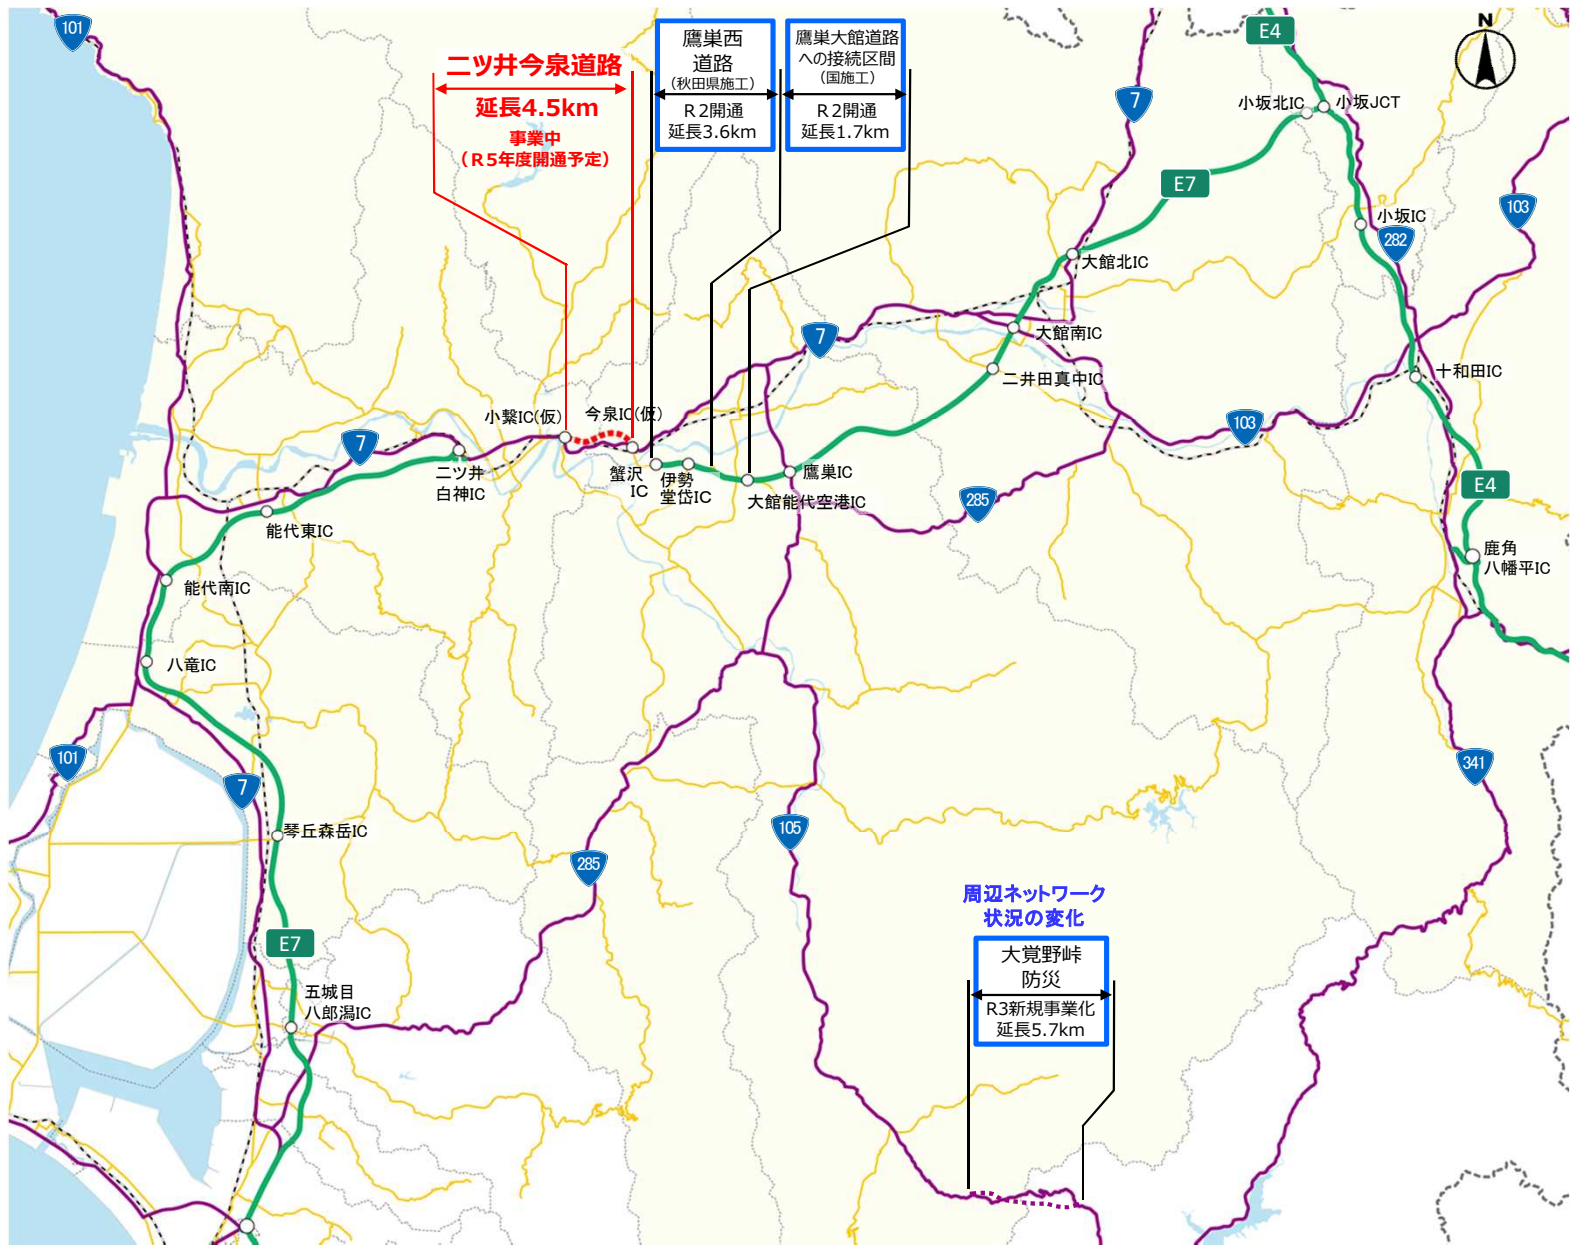 101
二ツ井今泉道路
延長4.5km
事業中
（R5年度開通予定）
鷹巣西
道路
（秋田県施工）
R2開通
延長3.6km
鷹巣大館道路
への接続区間
（国施工）
R2開通
延長1.7km
E4
N
7
小坂北IC
小坂JCT
E7
103
小坂IC
282
大館北IC
7
大館南IC
二井田真中IC
十和田IC
小繋IC(仮)
今泉IC(仮)
103
7
二ツ井
白神IC
蟹沢
IC
伊勢
堂岱IC
鷹巣IC
大館能代空港IC
285
E4
能代東IC
鹿角
八幡平IC
能代南IC
八竜IC
101
7
341
琴丘森岳IC
105
285
周辺ネットワーク
状況の変化
E7
大覚野峠
防災
R3新規事業化
延長5.7km
五城目
八郎潟IC